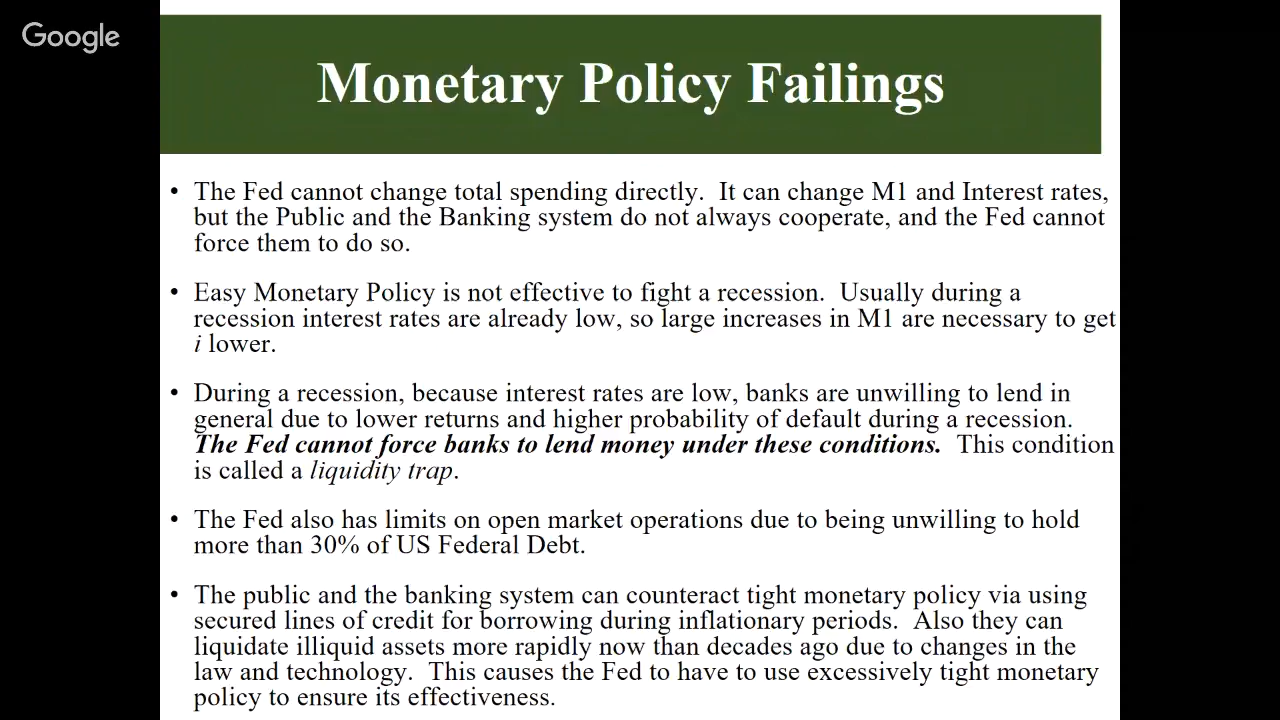 Google
Monetary Policy Failings
• The Fed cannot change total spending directly.  It can change M1 and Interest rates,
but the Public and the Banking system do not always cooperate, and the Fed cannot
force them to do so.
• Easy Monetary Policy is not effective to fight a recession.  Usually during a
recession interest rates are already low, so large increases in M1 are necessary to get
i lower.
• During a recession, because interest rates are low, banks are unwilling to lend in
general due to lower returns and higher probability of default during a recession.
The Fed cannot force banks to lend money under these conditions.  This condition
is called a liquidity trap.
• The Fed also has limits on open market operations due to being unwilling to hold
more than 30% of US Federal Debt.
• The public and the banking system can counteract tight monetary policy via using
secured lines of credit for borrowing during inflationary periods.  Also they can
liquidate illiquid assets more rapidly now than decades ago due to changes in the
law and technology.  This causes the Fed to have to use excessively tight monetary
policy to ensure its effectiveness.